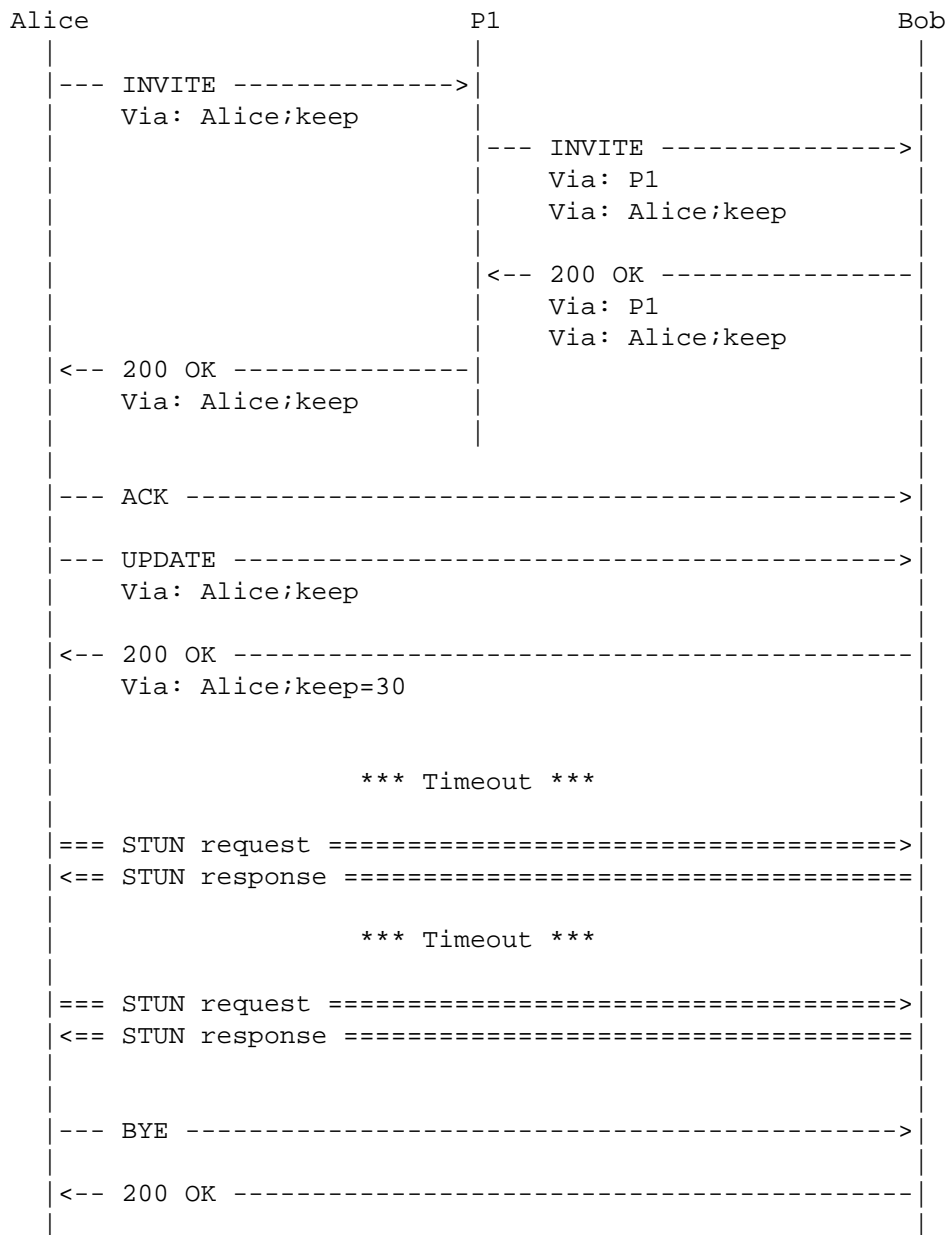 Alice                        P1                          Bob
  |                           |                           |
  |--- INVITE -------------->|                           |
  |    Via: Alice;keep        |                           |
  |                           |--- INVITE --------------->|
  |                           |    Via: P1                |
  |                           |    Via: Alice;keep        |
  |                           |                           |
  |                           |<-- 200 OK ----------------|
  |                           |    Via: P1                |
  |                           |    Via: Alice;keep        |
  |<-- 200 OK ---------------|                           |
  |    Via: Alice;keep        |                           |
  |                           |                           |
  |                                                       |
  |--- ACK --------------------------------------------->|
  |                                                       |
  |--- UPDATE ------------------------------------------>|
  |    Via: Alice;keep                                    |
  |                                                       |
  |<-- 200 OK -------------------------------------------|
  |    Via: Alice;keep=30                                 |
  |                                                       |
  |                                                       |
  |                   *** Timeout ***                     |
  |                                                       |
  |=== STUN request ====================================>|
  |<== STUN response ====================================|
  |                                                       |
  |                   *** Timeout ***                     |
  |                                                       |
  |=== STUN request ====================================>|
  |<== STUN response ====================================|
  |                                                       |
  |                                                       |
  |--- BYE --------------------------------------------->|
  |                                                       |
  |<-- 200 OK -------------------------------------------|
  |                                                       |